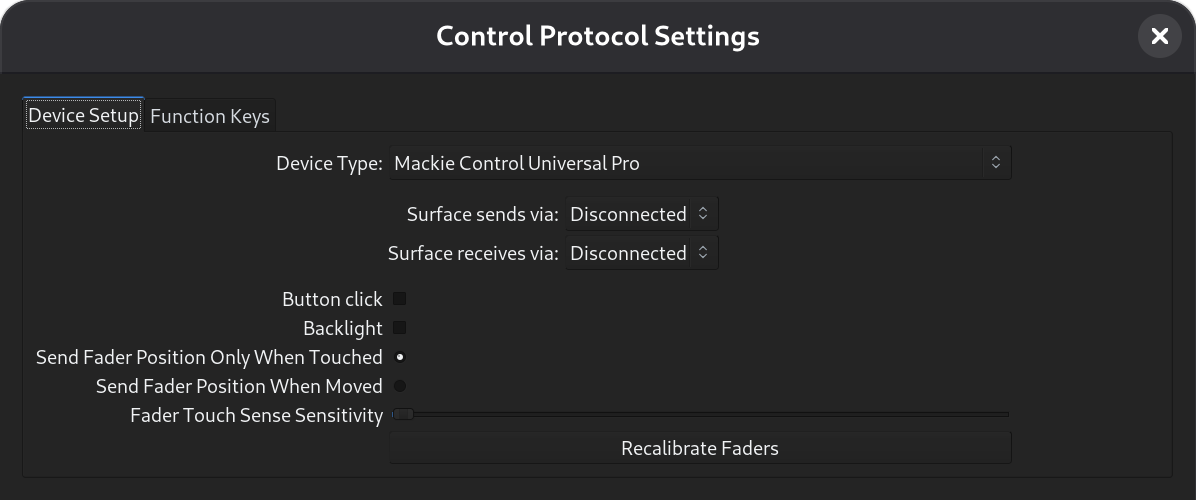 Control Protocol Settings
Device Setup Function Keys
Device Type: Mackie Control Universal Pro
Surface sends via: Disconnected
Surface receives via: Disconnected
Button click
Backlight
Send Fader Position Only When Touched
Send Fader Position When Moved
Fader Touch Sense Sensitivity
Recalibrate Faders